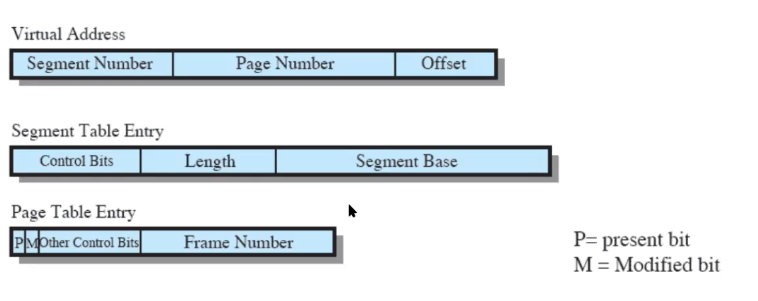 Virtual Address
Segment Number Page Number Offset
Segment Table Entry
Control Bits Length Segment Base
Page Table Entry
P M Other Control Bits Frame Number
P= present bit
M = Modified bit